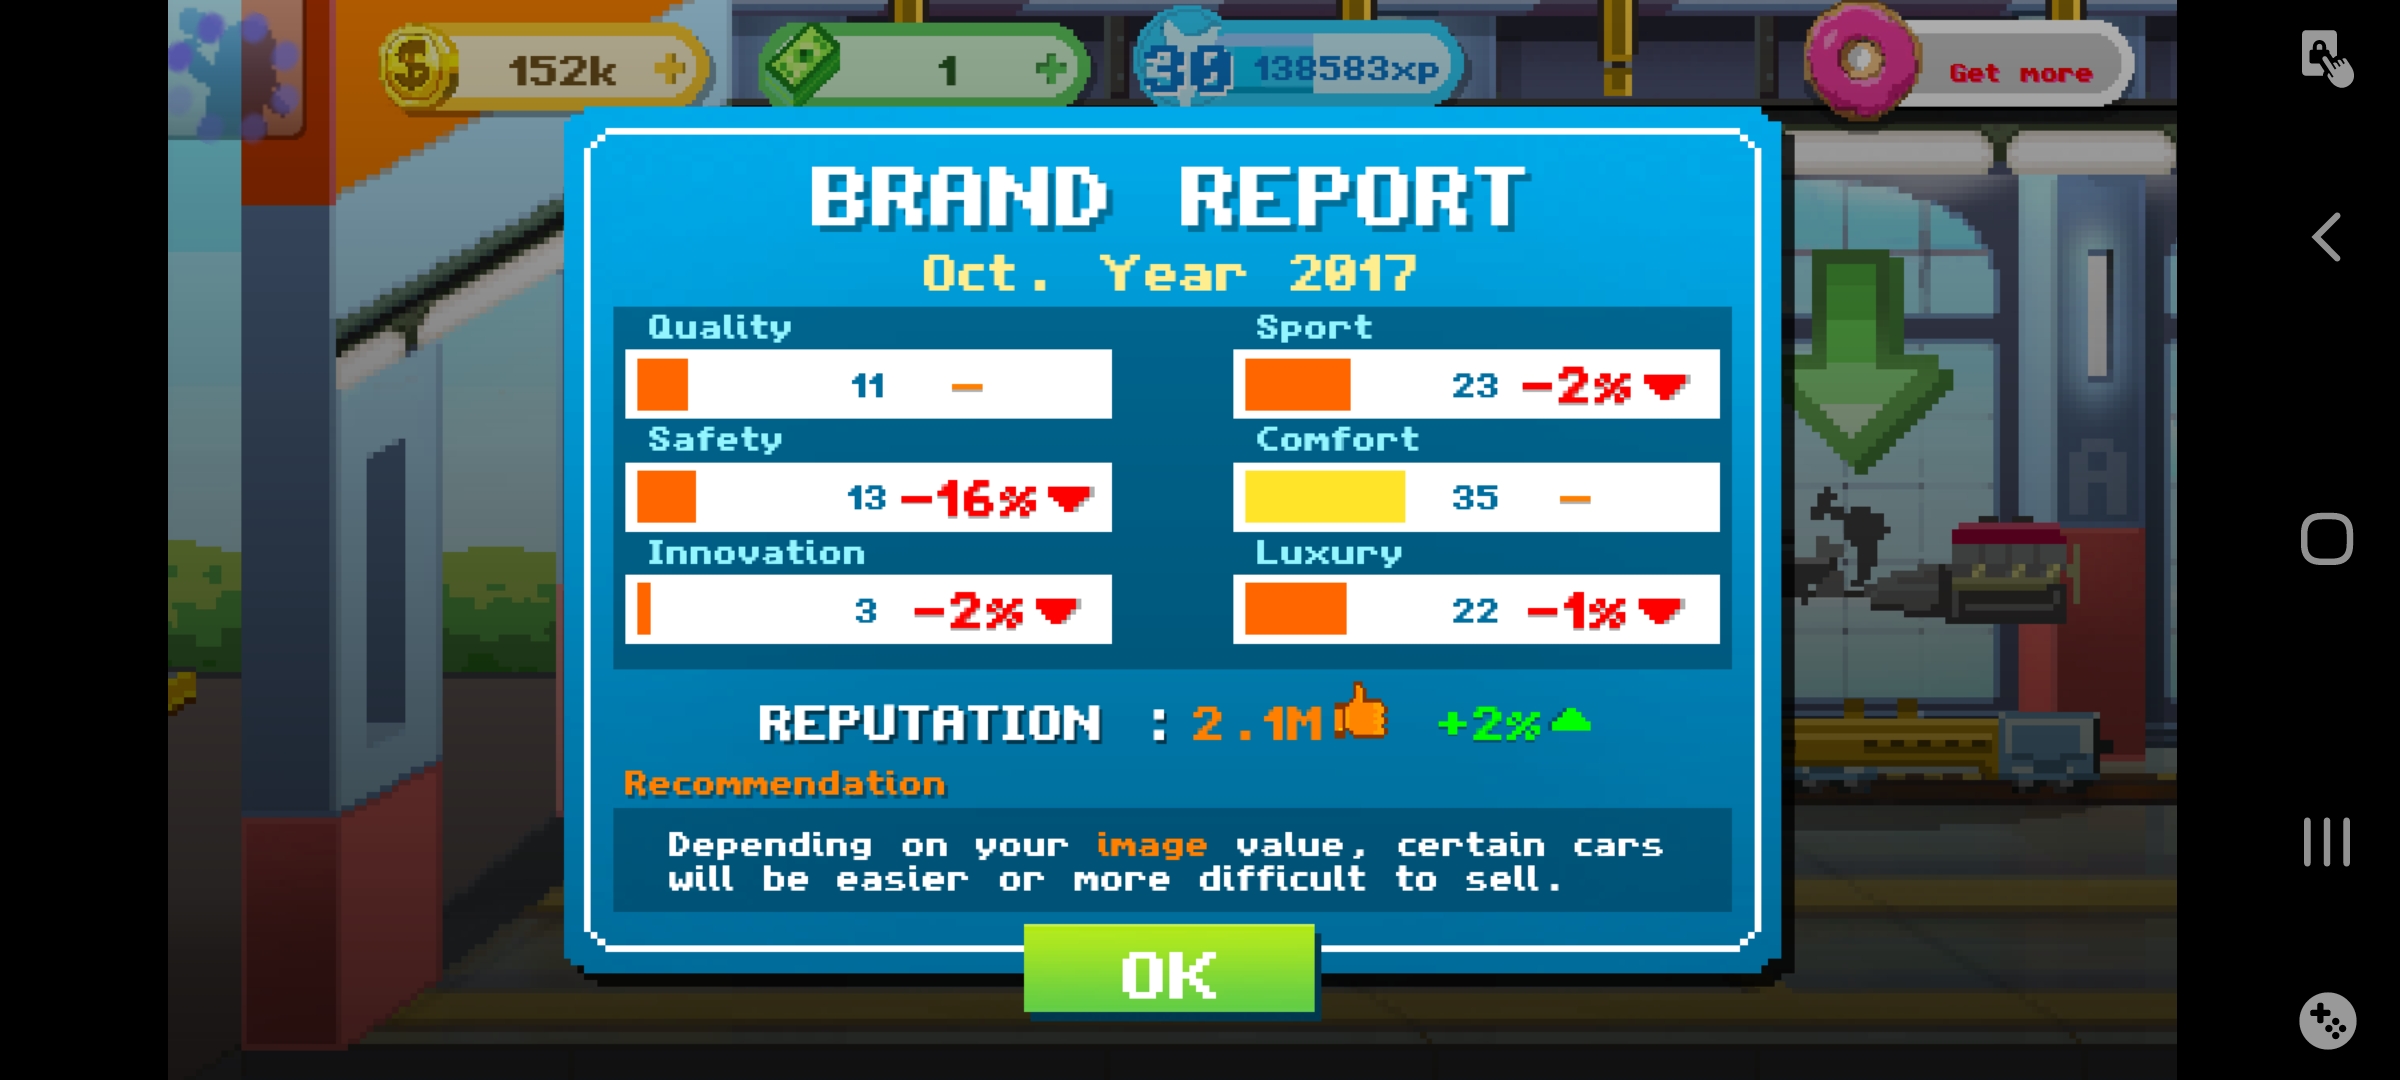 152k
1
30 138583xp
Get more
BRAND REPORT
Oct. Year 2017
Quality
11 -
Sport
23 -2%
Safety
13 -16%
Comfort
35 -
Innovation
3 -2%
Luxury
22 -1%
REPUTATION : 2.1M +2%
Recommendation
Depending on your image value, certain cars
will be easier or more difficult to sell.
OK
A